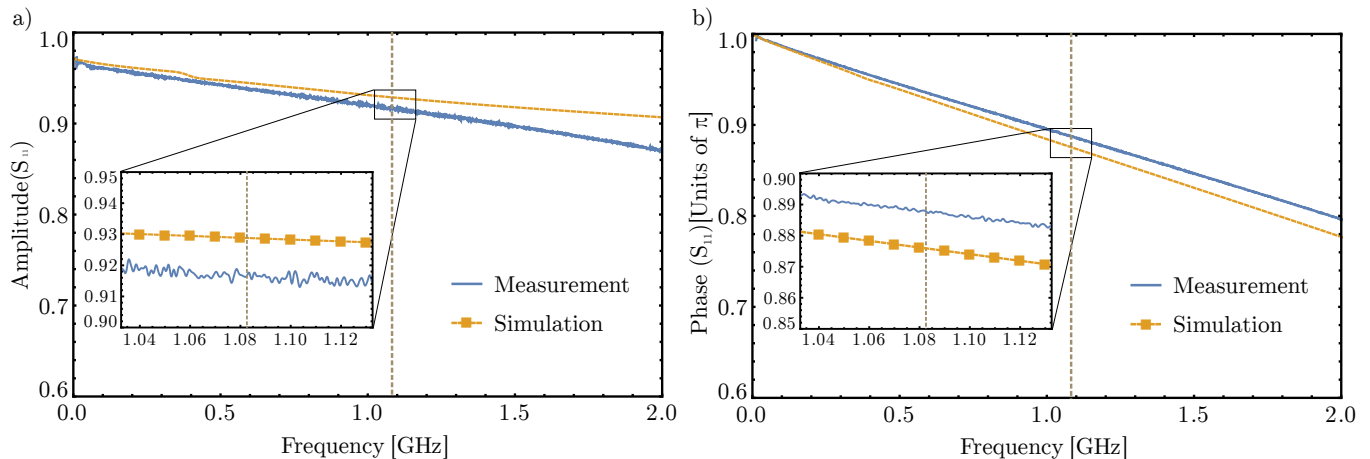 a)
1.0
0.9
0.8
0.7
0.6
Amplitude(S₁₁)
0.95
0.94
0.93
0.92
0.91
0.90
1.04 1.06 1.08 1.10 1.12
Measurement
Simulation
0.0 0.5 1.0 1.5 2.0
Frequency [GHz]
b)
1.0
0.9
0.8
0.7
0.6
Phase (S₁₁)[Units of π]
0.90
0.89
0.88
0.87
0.86
0.85
1.04 1.06 1.08 1.10 1.12
Measurement
Simulation
0.0 0.5 1.0 1.5 2.0
Frequency [GHz]